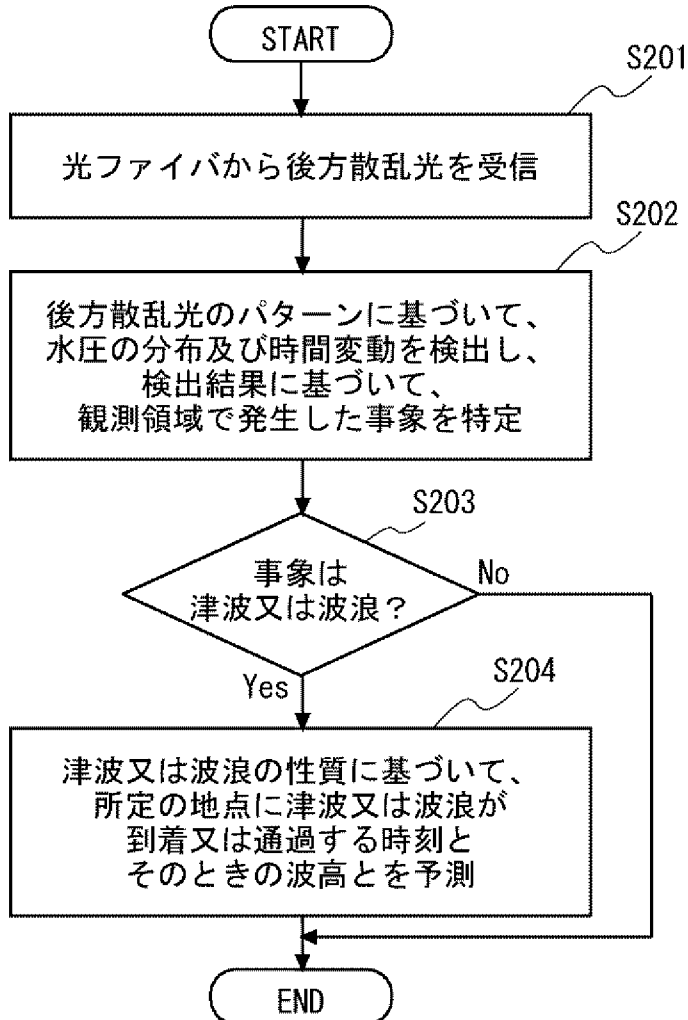 START
S201
光ファイバから後方散乱光を受信
S202
後方散乱光のパターンに基づいて、
水圧の分布及び時間変動を検出し、
検出結果に基づいて、
観測領域で発生した事象を特定
S203
事象は
津波又は波浪？
No
Yes
S204
津波又は波浪の性質に基づいて、
所定の地点に津波又は波浪が
到着又は通過する時刻と
そのときの波高とを予測
END